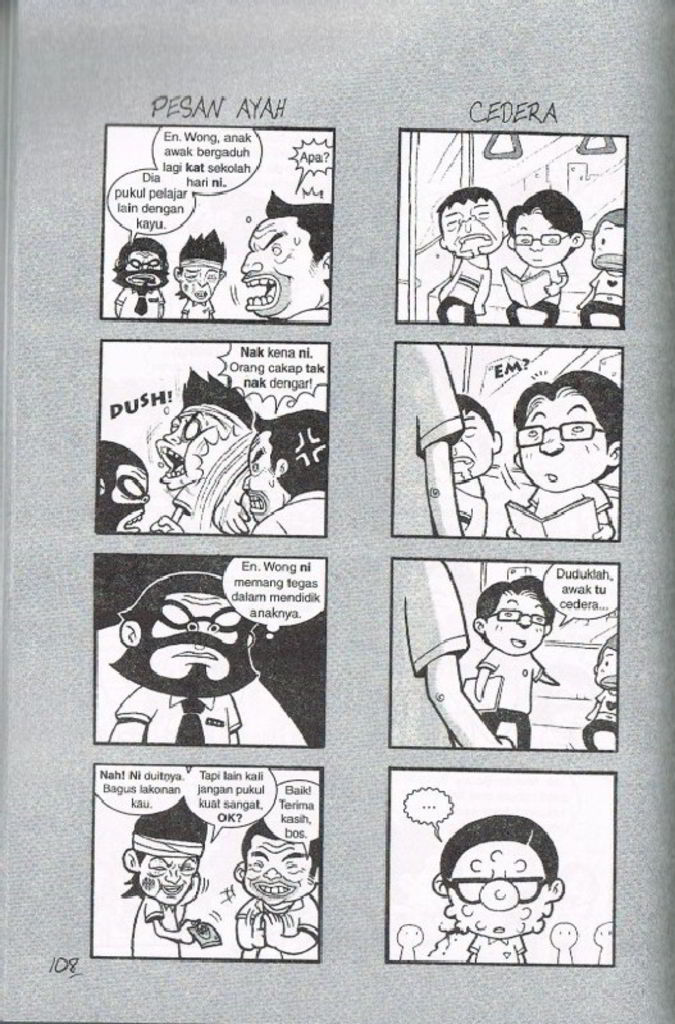 PESAN AYAH
En. Wong, anak
awak bergaduh
lagi kat sekolah
hari ni.
Dia
pukul pelajar
lain dengan
kayu.
Apa?
DUSH!
Nak kena ni.
Orang cakap tak
nak dengar!
En. Wong ni
memang tegas
dalam mendidik
anaknya.
Nah! Ni duitnya.
Bagus lakonan
kau.
Tapi lain kali
jangan pukul
kuat sangat,
OK?
Baik!
Terima
kasih,
bos.
CEDERA
EM?
Duduklah,
awak tu
cedera...
...
108